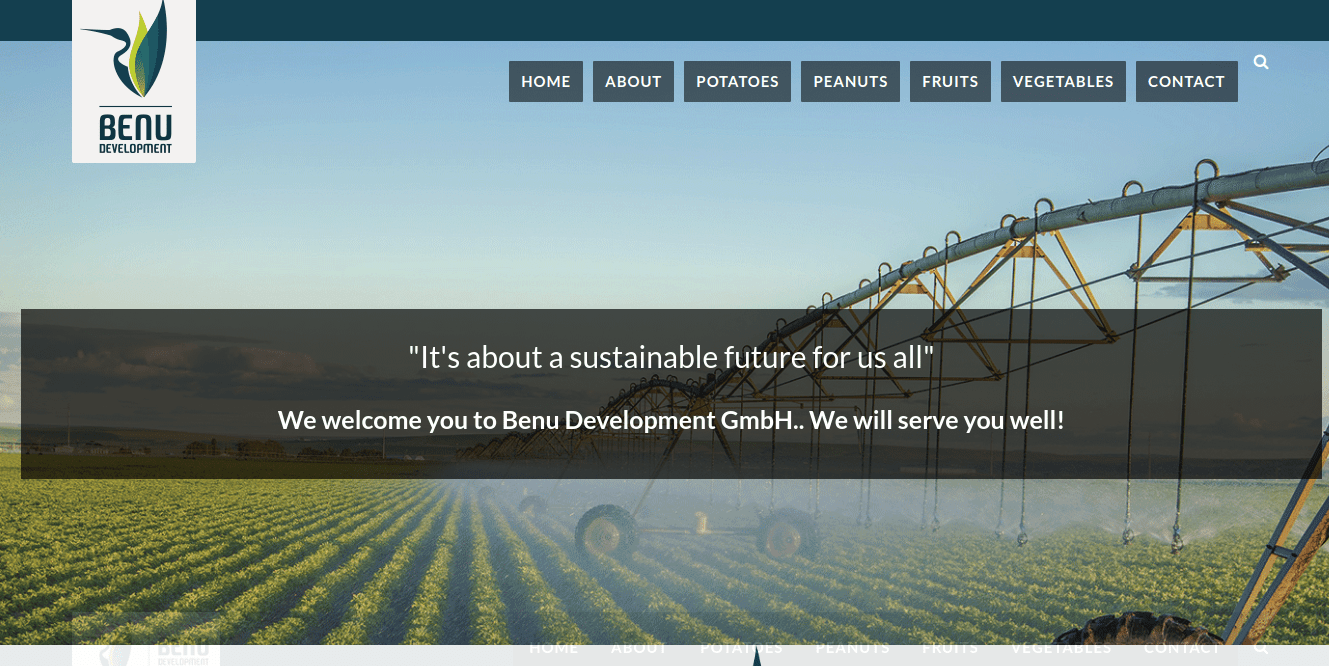 BENU
DEVELOPMENT
HOME ABOUT POTATOES PEANUTS FRUITS VEGETABLES CONTACT
"It's about a sustainable future for us all"
We welcome you to Benu Development GmbH.. We will serve you well!
BENU
DEVELOPMENT
HOME ABOUT POTATOES PEANUTS FRUITS VEGETABLES CONTACT